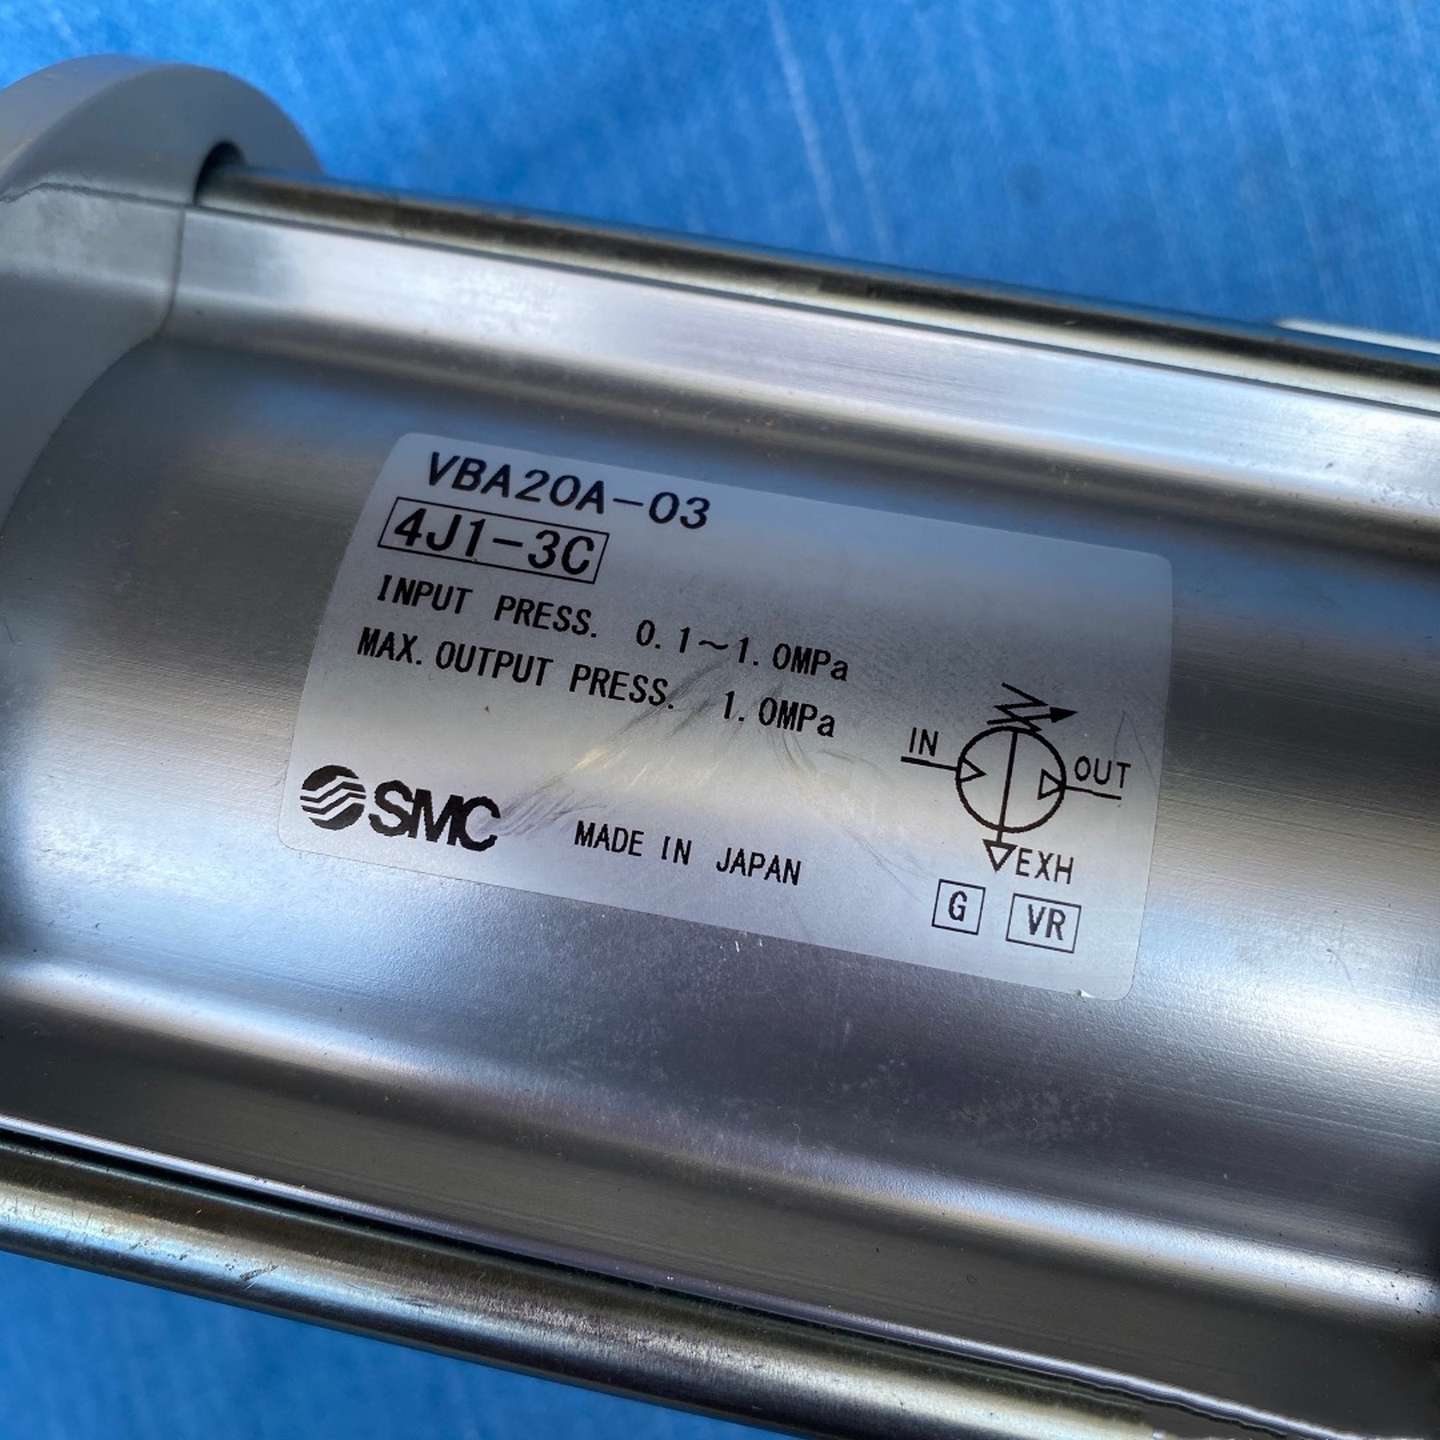 VBA20A-03
4J1-3C
INPUT PRESS. 0.1~1.0MPa
MAX. OUTPUT PRESS. 1.0MPa
IN
OUT
EXH
SMC MADE IN JAPAN
G VR